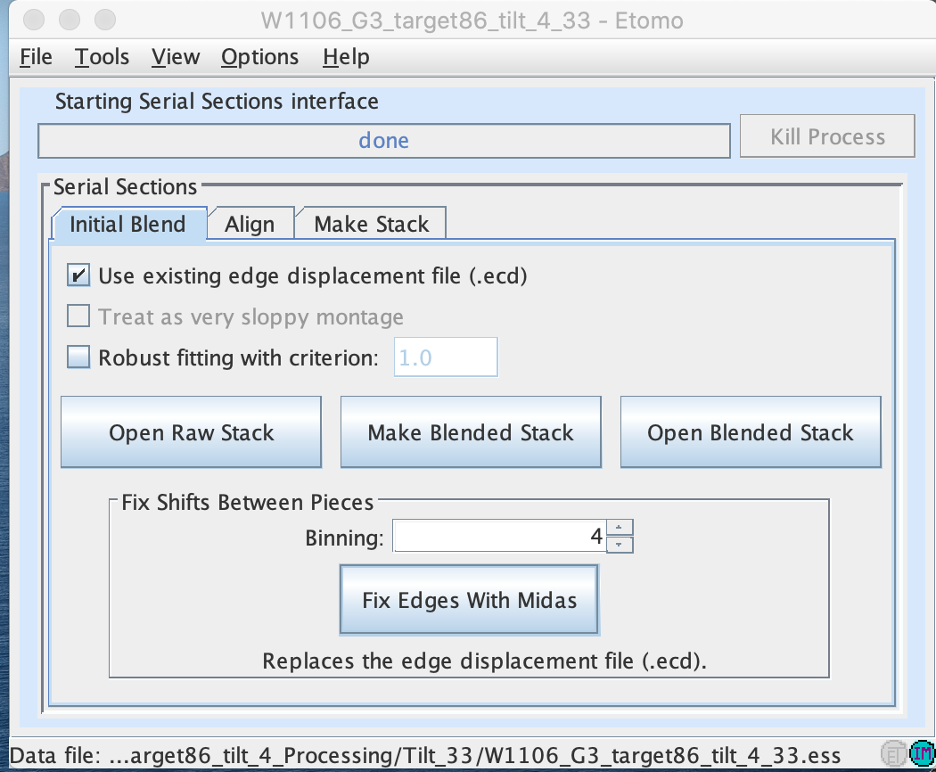 W1106_G3_target86_tilt_4_33 - Etomo
File Tools View Options Help
Starting Serial Sections interface
done
Kill Process
Serial Sections
Initial Blend Align Make Stack
Use existing edge displacement file (.ecd)
Treat as very sloppy montage
Robust fitting with criterion: 1.0
Open Raw Stack Make Blended Stack Open Blended Stack
Fix Shifts Between Pieces
Binning: 4
Fix Edges With Midas
Replaces the edge displacement file (.ecd).
Data file: ...arget86_tilt_4_Processing/Tilt_33/W1106_G3_target86_tilt_4_33.ess ET IM